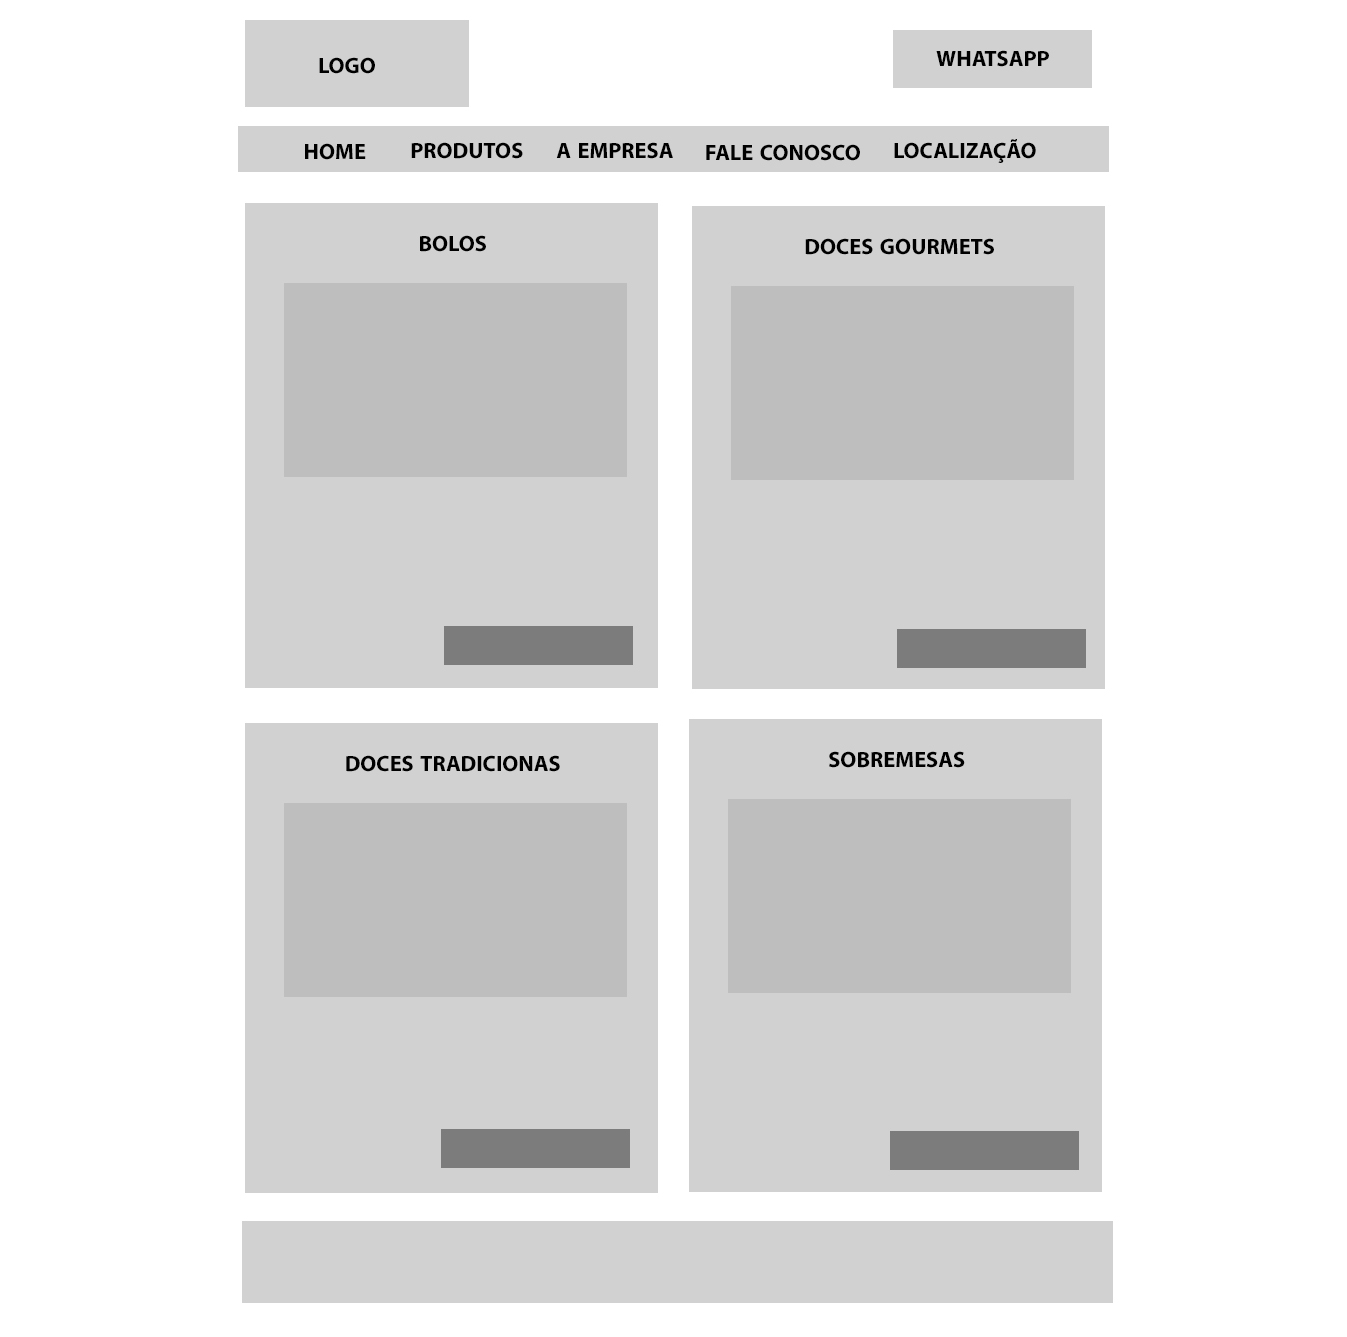 LOGO
WHATSAPP
HOME PRODUTOS A EMPRESA FALE CONOSCO LOCALIZAÇÃO
BOLOS
DOCES GOURMETS
DOCES TRADICIONAS
SOBREMESAS